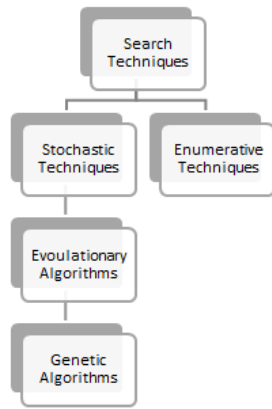 Search
Techniques
Stochastic
Techniques
Enumerative
Techniques
Evoulationary
Algorithms
Genetic
Algorithms